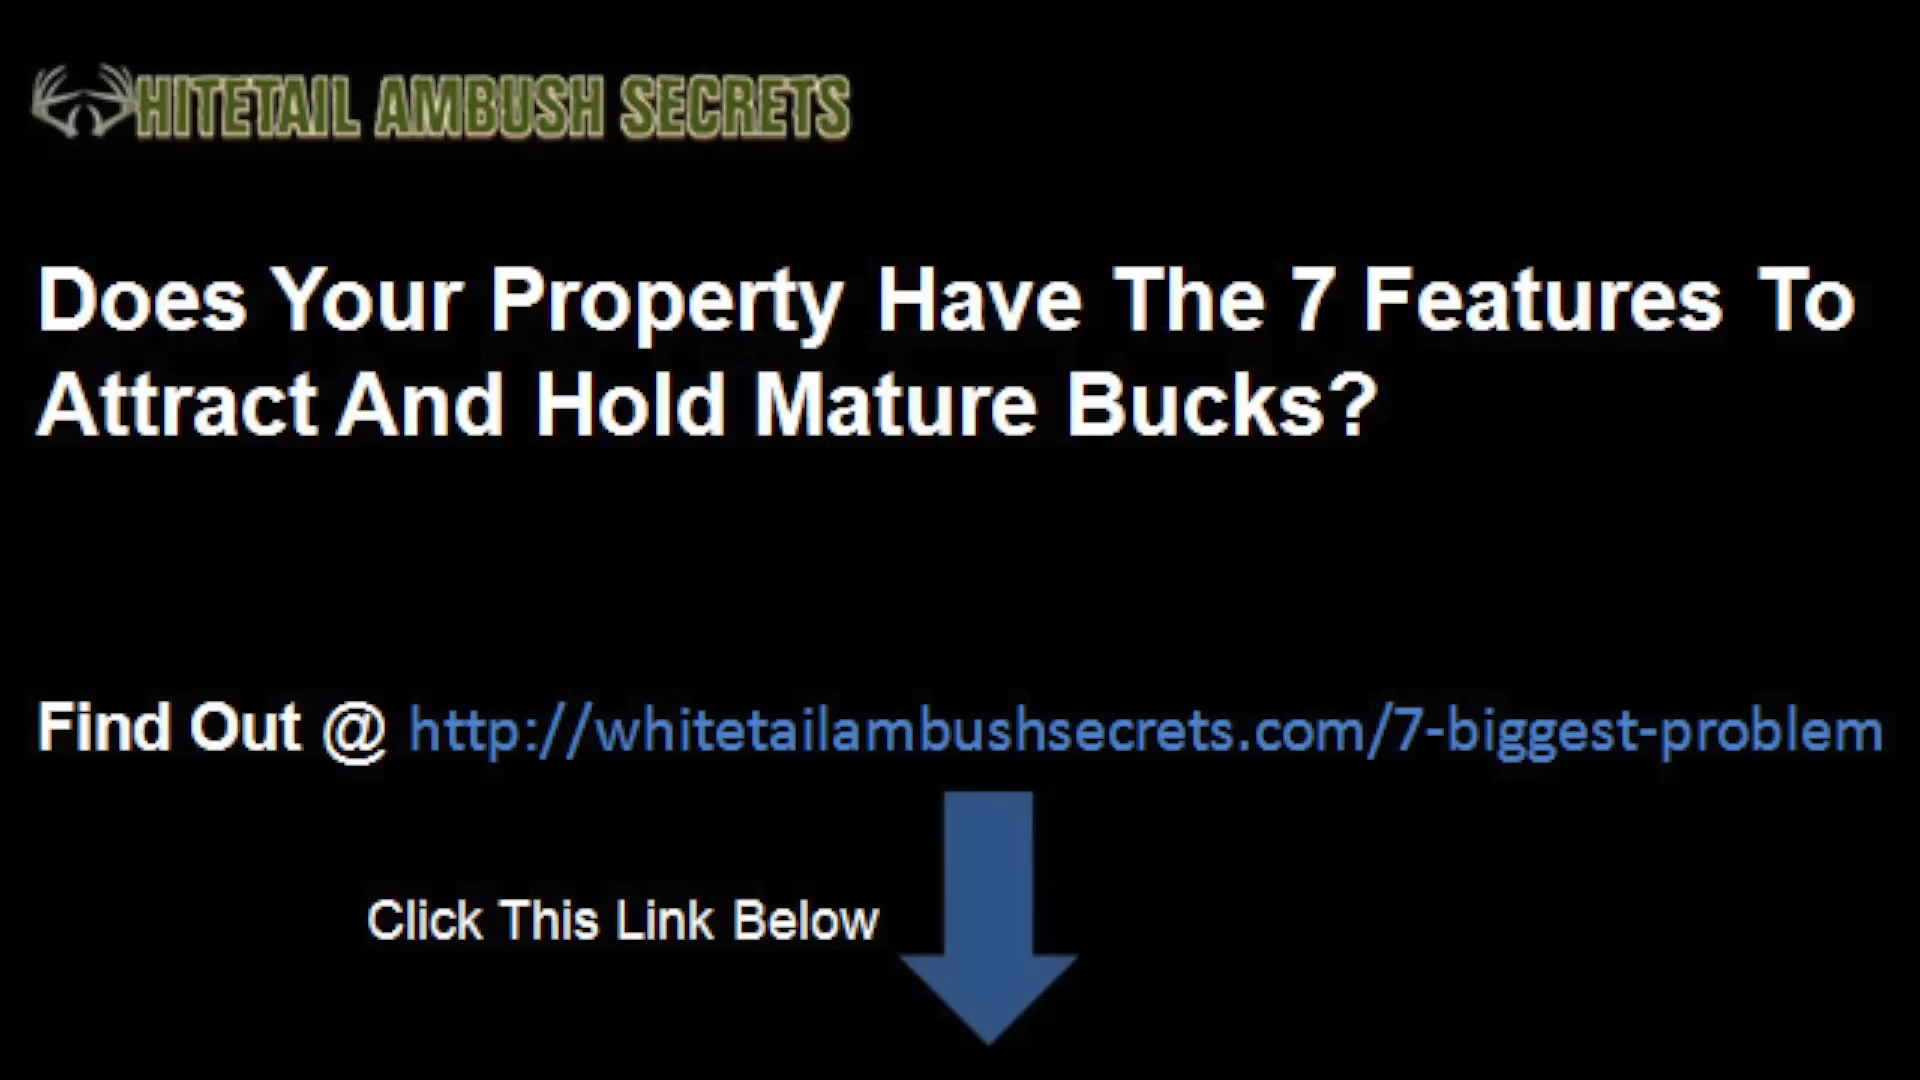 WHITETAIL AMBUSH SECRETS
Does Your Property Have The 7 Features To
Attract And Hold Mature Bucks?
Find Out @ http://whitetailambushsecrets.com/7-biggest-problem
Click This Link Below